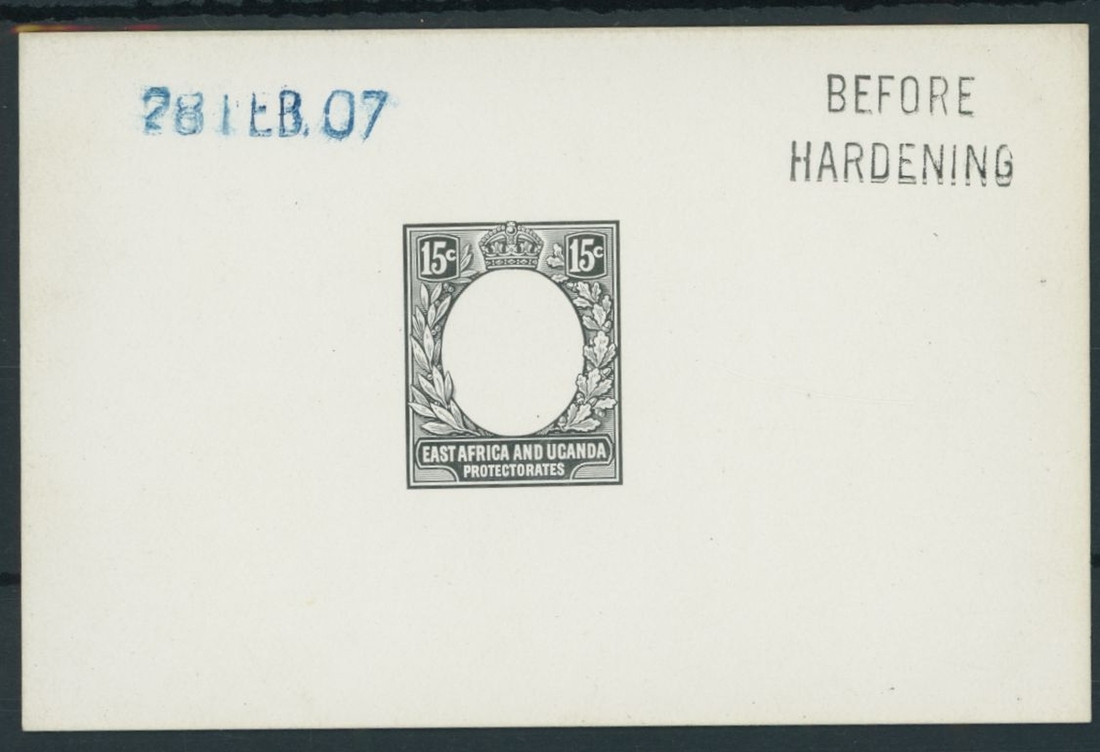 28 FEB. 07
BEFORE
HARDENING
15c 15c
EAST AFRICA AND UGANDA
PROTECTORATES